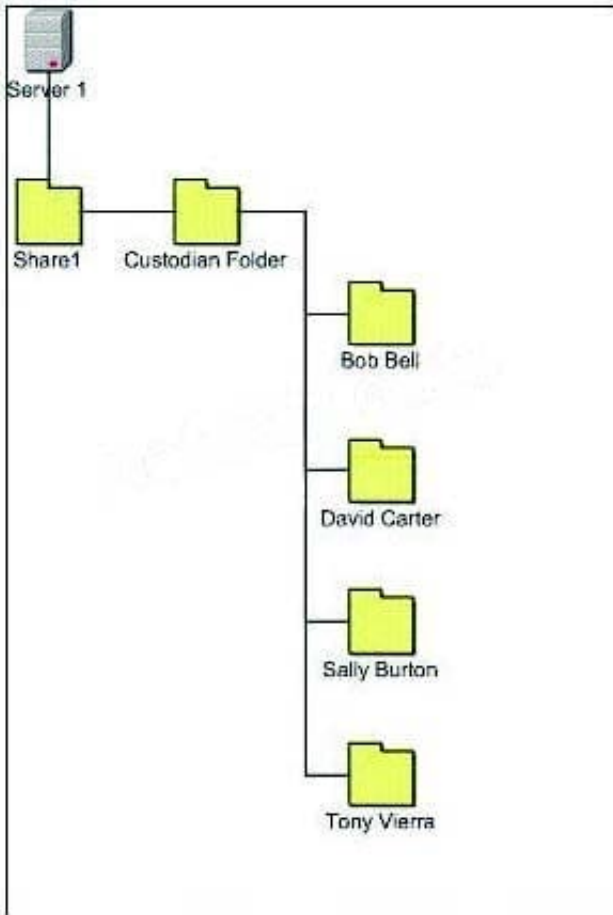 Server 1
Share1
Custodian Folder
Bob Bell
David Carter
Sally Burton
Tony Vierra